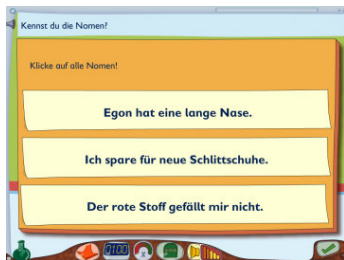 Kennst du die Nomen?
Klicke auf alle Nomen!
Egon hat eine lange Nase.
Ich spare für neue Schlittschuhe.
Der rote Stoff gefällt mir nicht.